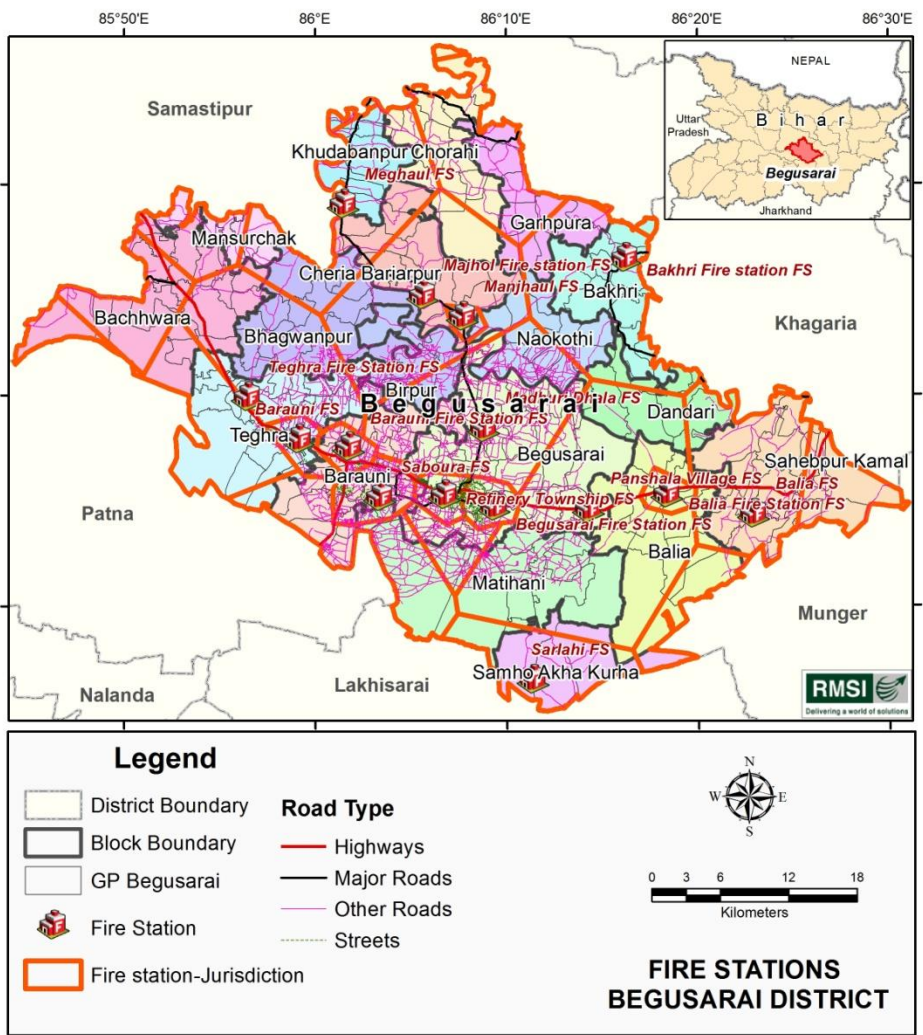 85°50'E 86°E 86°10'E 86°20'E 86°30'E
NEPAL
Samastipur
Uttar
Pradesh
Bihar
Begusarai
Jharkhand
Khudabanpur Chorahi
Meghaul FS
Garhpura
Mansurchak
Cheria Bariarpur
Majhol Fire station FS
Bakhri Fire station FS
Manjhaul FS
Bakhri
Bachhwara
Khagaria
Bhagwanpur
Naokothi
Teghra Fire Station FS
Birpur
Madhuri Dhala FS
Barauni FS
Begusarai
Dandari
Barauni Fire Station FS
Teghra
Begusarai
Sahebpur Kamal
Saboura FS
Barauni
Panshala Village FS
Balia FS
Refinery Township FS
Balia Fire Station FS
Patna
Begusarai Fire Station FS
Balia
Matihani
Munger
Sarlahi FS
Samho Akha Kurha
Lakhisarai
Nalanda
RMSI
Delivering a world of solutions
Legend
District Boundary
Block Boundary
GP Begusarai
Fire Station
Fire station-Jurisdiction
Road Type
Highways
Major Roads
Other Roads
Streets
N
W E
S
0 3 6 12 18
Kilometers
FIRE STATIONS
BEGUSARAI DISTRICT